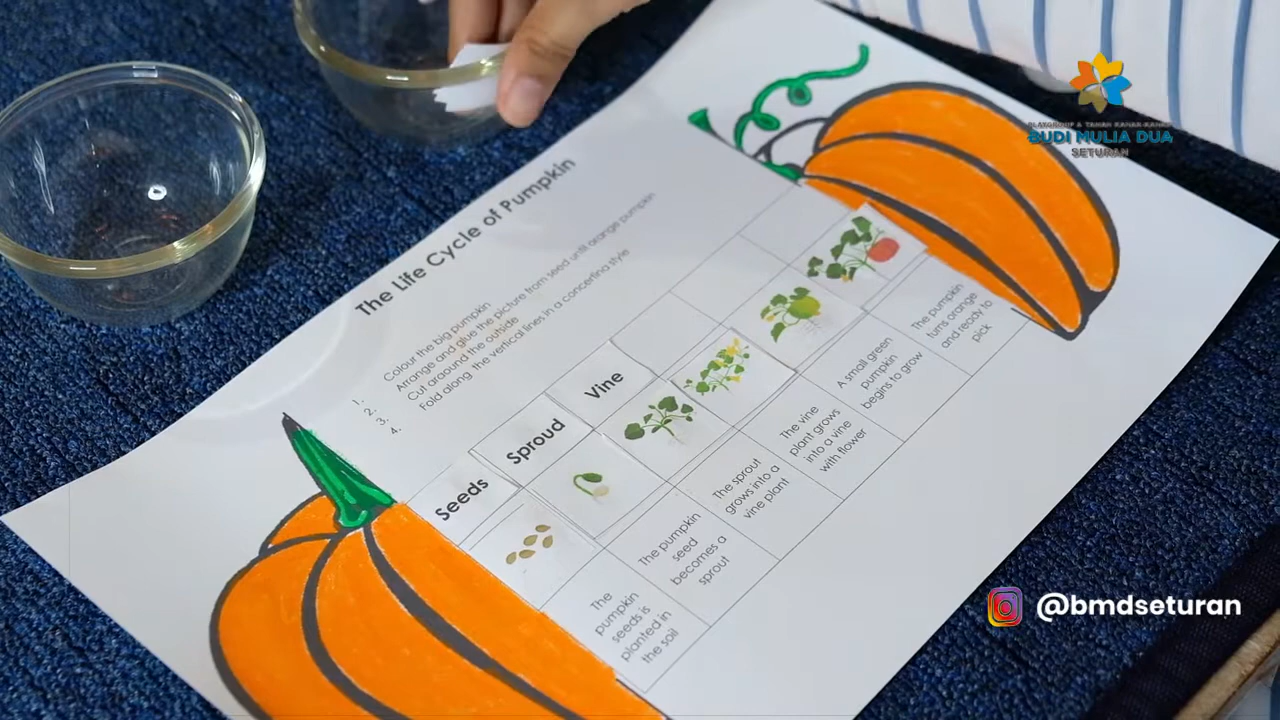 The Life Cycle of Pumpkin
1. Colour the big pumpkin
2. Arrange and glue the picture from seed until orange pumpkin
3. Cut araound the outside
4. Fold along the vertical lines in a concertina style
Seeds
Sproud
Vine
The
pumpkin
seeds is
planted in
the soil
The pumpkin
seed
becomes a
sprout
The sprout
grows into a
vine plant
The vine
plant grows
into a vine
with flower
A small green
pumpkin
begins to grow
The pumpkin
turns orange
and ready to
pick
PLAYGROUP & TAMAN KANAK-KANAK
BUDI MULIA DUA
SETURAN
@bmdseturan